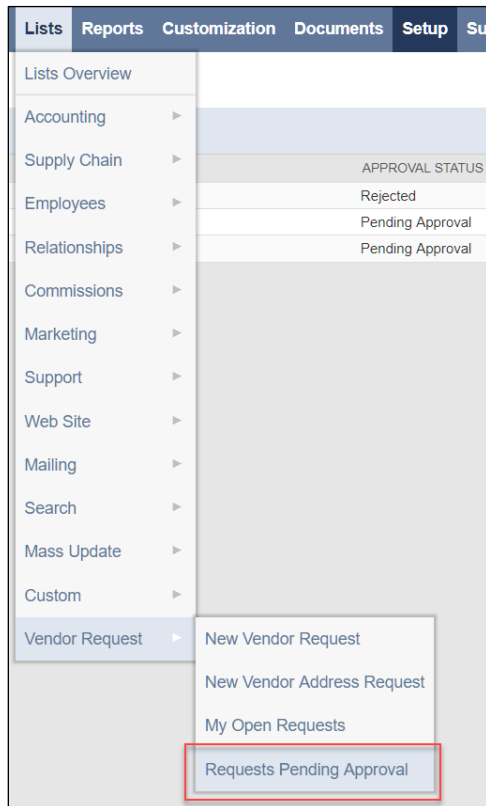 Lists Reports Customization Documents Setup Su
Lists Overview
Accounting
Supply Chain
APPROVAL STATUS
Rejected
Employees
Pending Approval
Relationships
Pending Approval
Commissions
Marketing
Support
Web Site
Mailing
Search
Mass Update
Custom
Vendor Request
New Vendor Request
New Vendor Address Request
My Open Requests
Requests Pending Approval